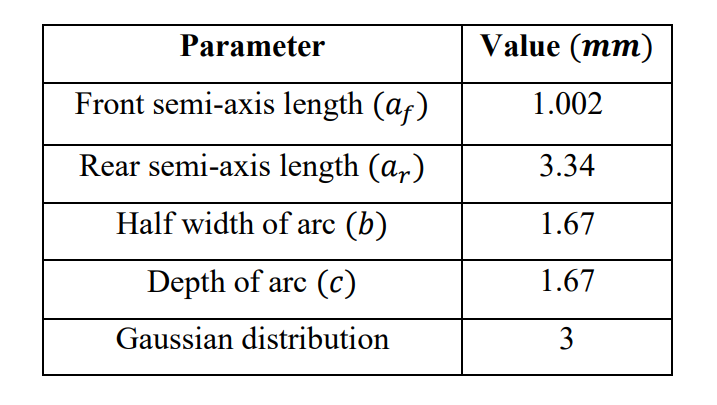 Parameter Value (mm)
Front semi-axis length (a_f) 1.002
Rear semi-axis length (a_r) 3.34
Half width of arc (b) 1.67
Depth of arc (c) 1.67
Gaussian distribution 3